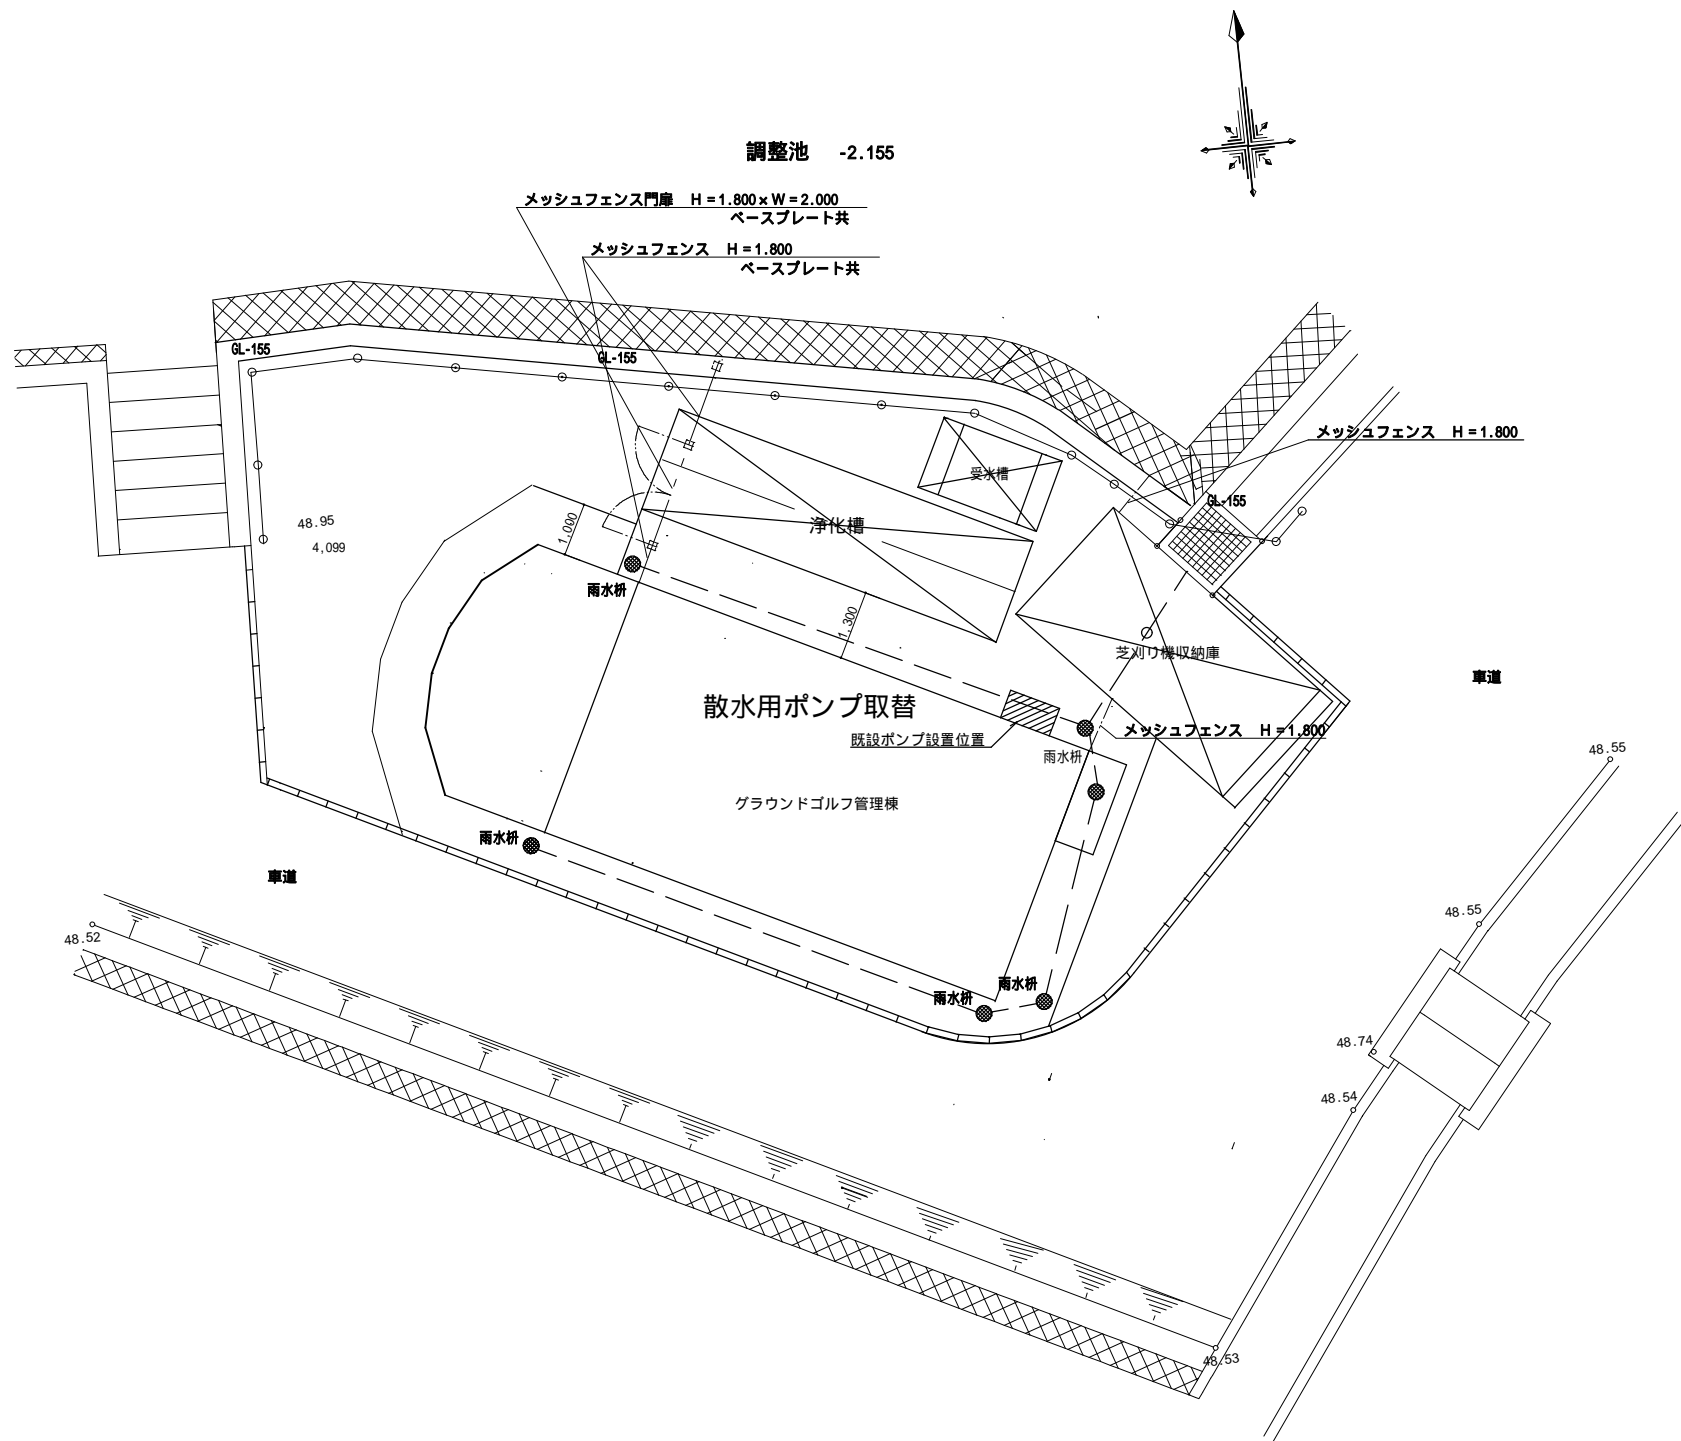 調整池 -2.155
メッシュフェンス門扉 H=1.800×W=2.000
ベースプレート共
メッシュフェンス H=1.800
ベースプレート共
GL-155
GL-155
メッシュフェンス H=1.800
受水槽
GL-155
48.95
4,099
1,000
浄化槽
雨水枡
1,300
芝刈り機収納庫
車道
散水用ポンプ取替
既設ポンプ設置位置
メッシュフェンス H=1.800
雨水枡
48.55
グラウンドゴルフ管理棟
雨水枡
車道
48.55
48.52
雨水枡
雨水枡
48.74
48.54
48.53